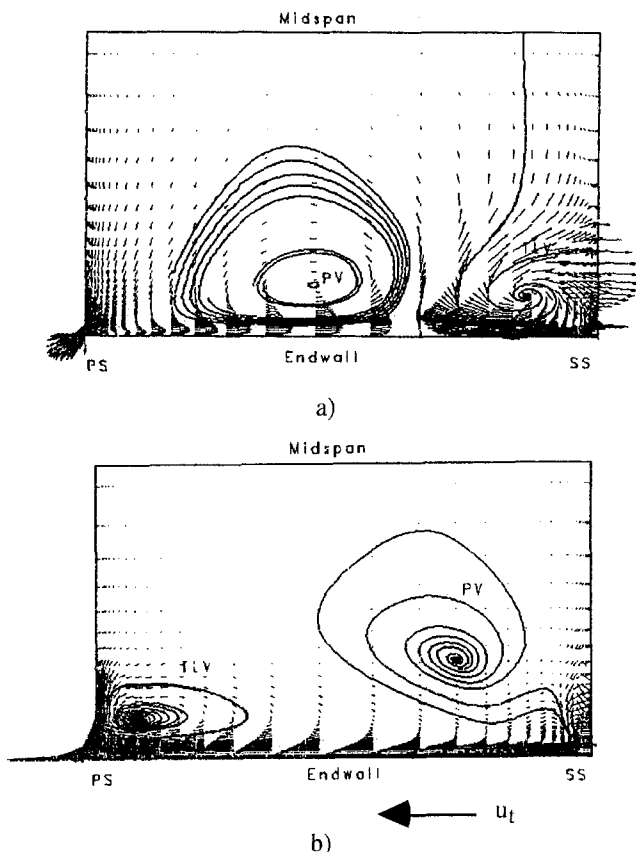 Midspan
TLV
PV
PS
Endwall
SS
a)
Midspan
PV
TLV
PS
Endwall
SS
u_t
b)